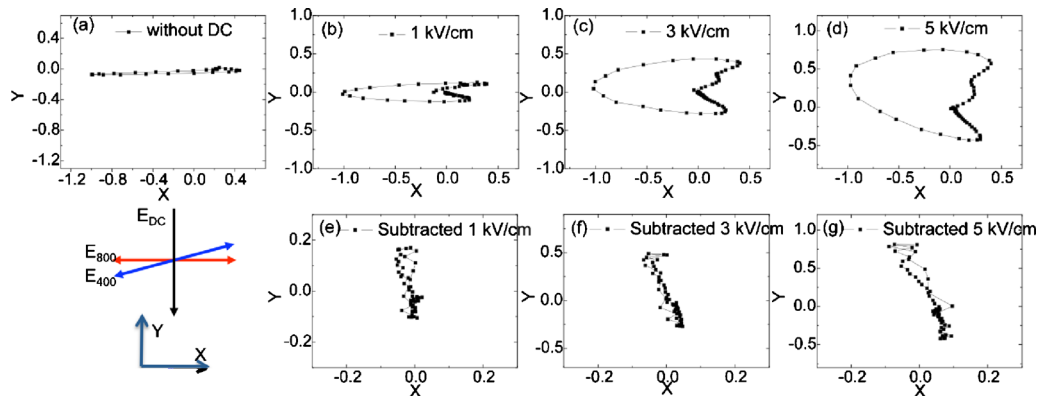 (a) without DC
0.4
0.0
-0.4
-0.8
-1.2
Y
-1.2 -0.8 -0.4 0.0 0.4
X
(b) 1 kV/cm
1.0
0.5
0.0
-0.5
-1.0
Y
-1.0 -0.5 0.0 0.5
X
(c) 3 kV/cm
1.0
0.5
0.0
-0.5
-1.0
Y
-1.0 -0.5 0.0 0.5
X
(d) 5 kV/cm
1.0
0.5
0.0
-0.5
Y
-1.0 -0.5 0.0 0.5
X
E_DC
E_800
E_400
Y
X
(e) Subtracted 1 kV/cm
0.2
0.0
-0.2
Y
-0.2 0.0 0.2
X
(f) Subtracted 3 kV/cm
0.5
0.0
-0.5
Y
-0.2 0.0 0.2
X
(g) Subtracted 5 kV/cm
1.0
0.5
0.0
-0.5
Y
-0.2 0.0 0.2
X